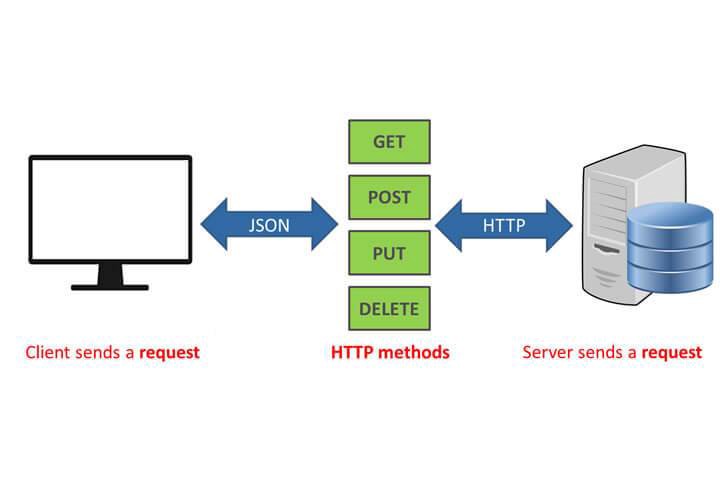 GET
POST
JSON
HTTP
PUT
DELETE
Client sends a request
HTTP methods
Server sends a request